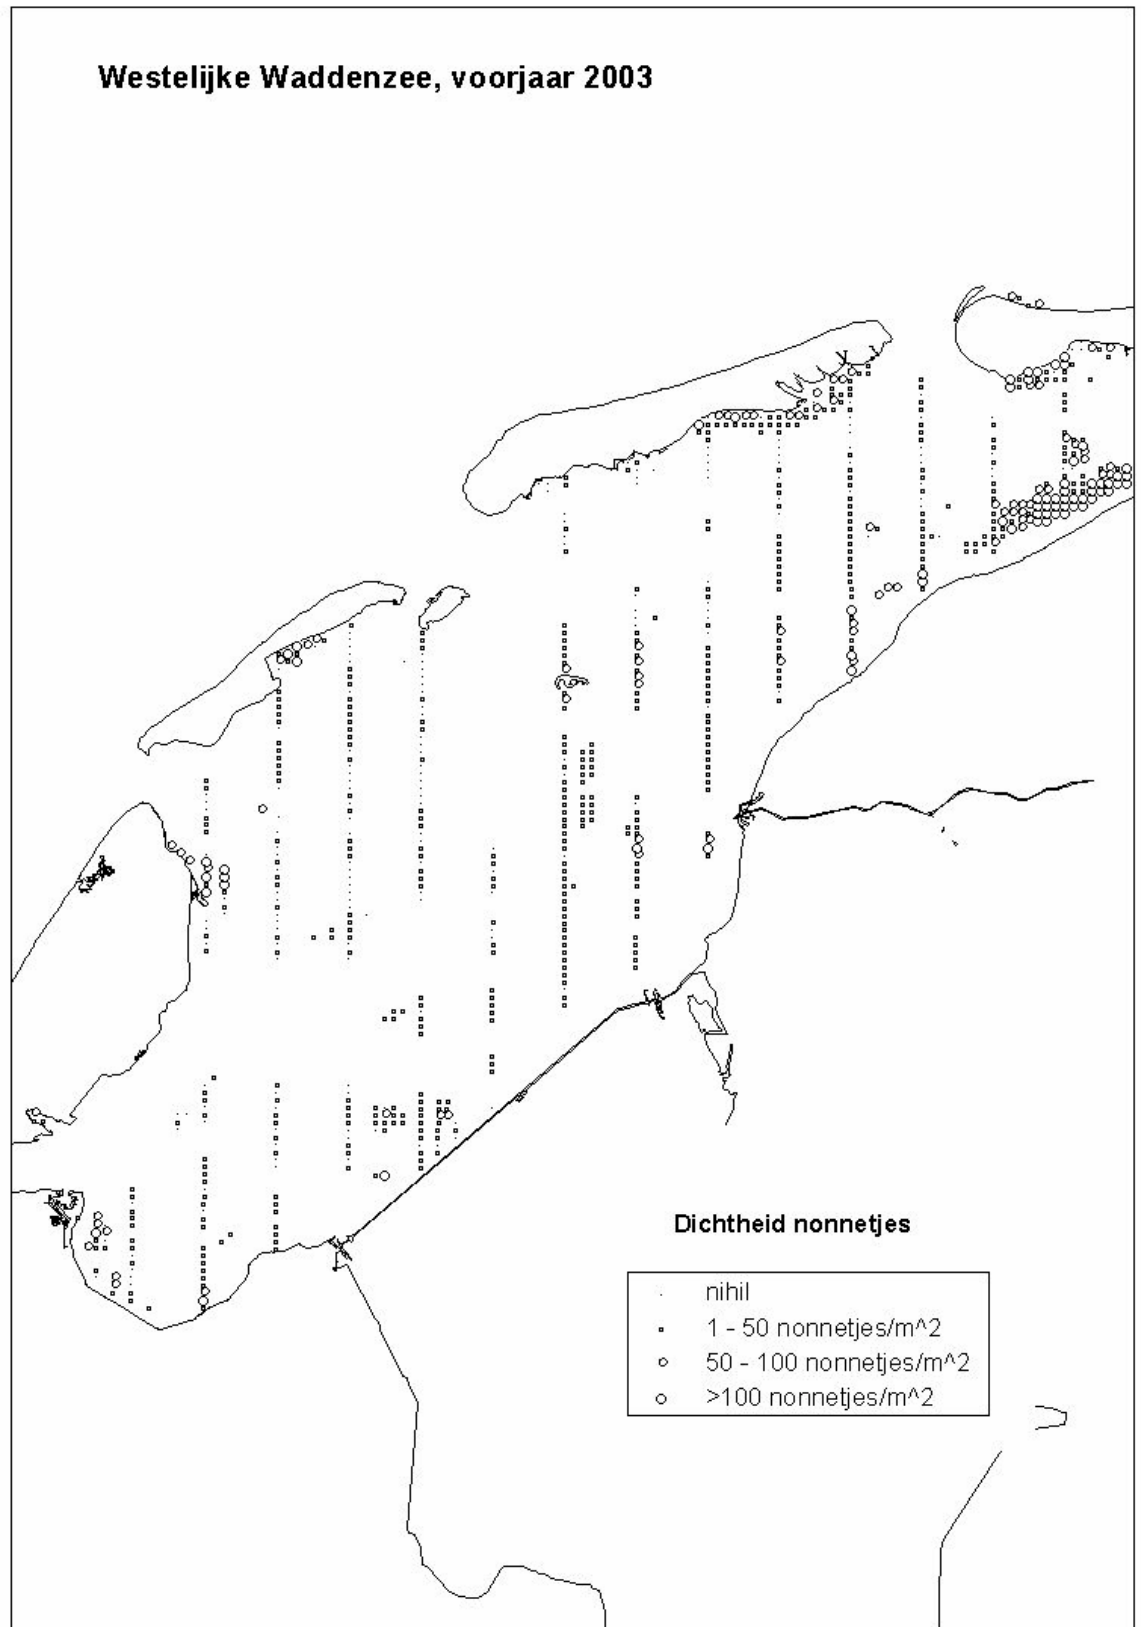 Westelijke Waddenzee, voorjaar 2003
Dichtheid nonnetjes
nihil
1 - 50 nonnetjes/m^2
50 - 100 nonnetjes/m^2
>100 nonnetjes/m^2